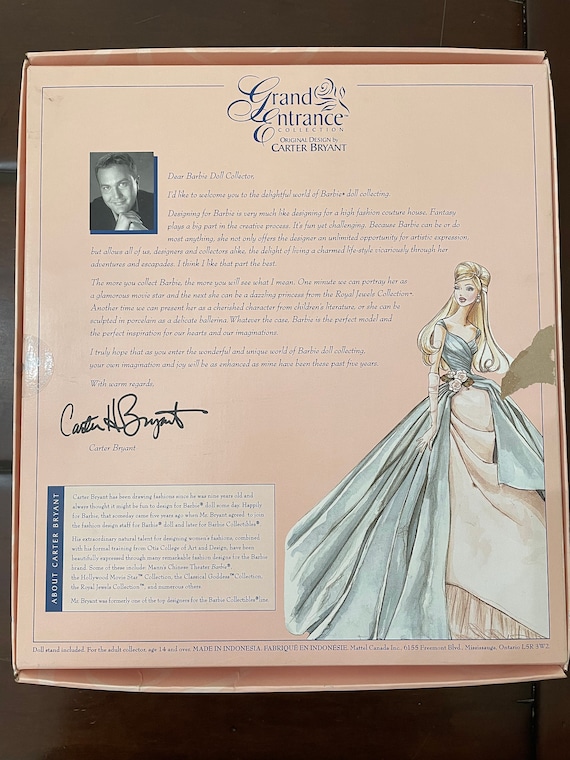 Grand
Entrance™
COLLECTION
ORIGINAL DESIGN by
CARTER BRYANT
Dear Barbie Doll Collector,
I'd like to welcome you to the delightful world of Barbie® doll collecting.
Designing for Barbie is very much like designing for a high fashion couture house. Fantasy
plays a big part in the creative process. It's fun yet challenging. Because Barbie can be or do
most anything, she not only offers the designer an unlimited opportunity for artistic expression,
but allows all of us, designers and collectors alike, the delight of living a charmed life-style vicariously through her
adventures and escapades. I think I like that part the best.
The more you collect Barbie, the more you will see what I mean. One minute we can portray her as
a glamorous movie star and the next she can be a dazzling princess from the Royal Jewels Collection™.
Another time we can present her as a cherished character from children's literature, or she can be
sculpted in porcelain as a delicate ballerina. Whatever the case, Barbie is the perfect model and
the perfect inspiration for our hearts and our imaginations.
I truly hope that as you enter the wonderful and unique world of Barbie doll collecting,
your own imagination and joy will be as enhanced as mine have been these past five years.
With warm regards,
Carter H Bryant
Carter Bryant
ABOUT CARTER BRYANT
Carter Bryant has been drawing fashions since he was nine years old and
always thought it might be fun to design for Barbie® doll some day. Happily
for Barbie, that someday came five years ago when Mr. Bryant agreed to join
the fashion design staff for Barbie® doll and later for Barbie Collectibles®.
His extraordinary natural talent for designing women's fashions, combined
with his formal training from Otis College of Art and Design, have been
beautifully expressed through many remarkable fashion designs for the Barbie
brand. Some of these include: Mann's Chinese Theater Barbie®,
the Hollywood Movie Star™ Collection, the Classical Goddess™ Collection,
the Royal Jewels™ Collection, and numerous others.
Mr. Bryant was formerly one of the top designers for the Barbie Collectibles® line.
Doll stand included. For the adult collector, age 14 and over. MADE IN INDONESIA. FABRIQUÉ EN INDONÉSIE. Mattel Canada Inc., 6155 Freemont Blvd., Mississauga, Ontario L5R 3W2